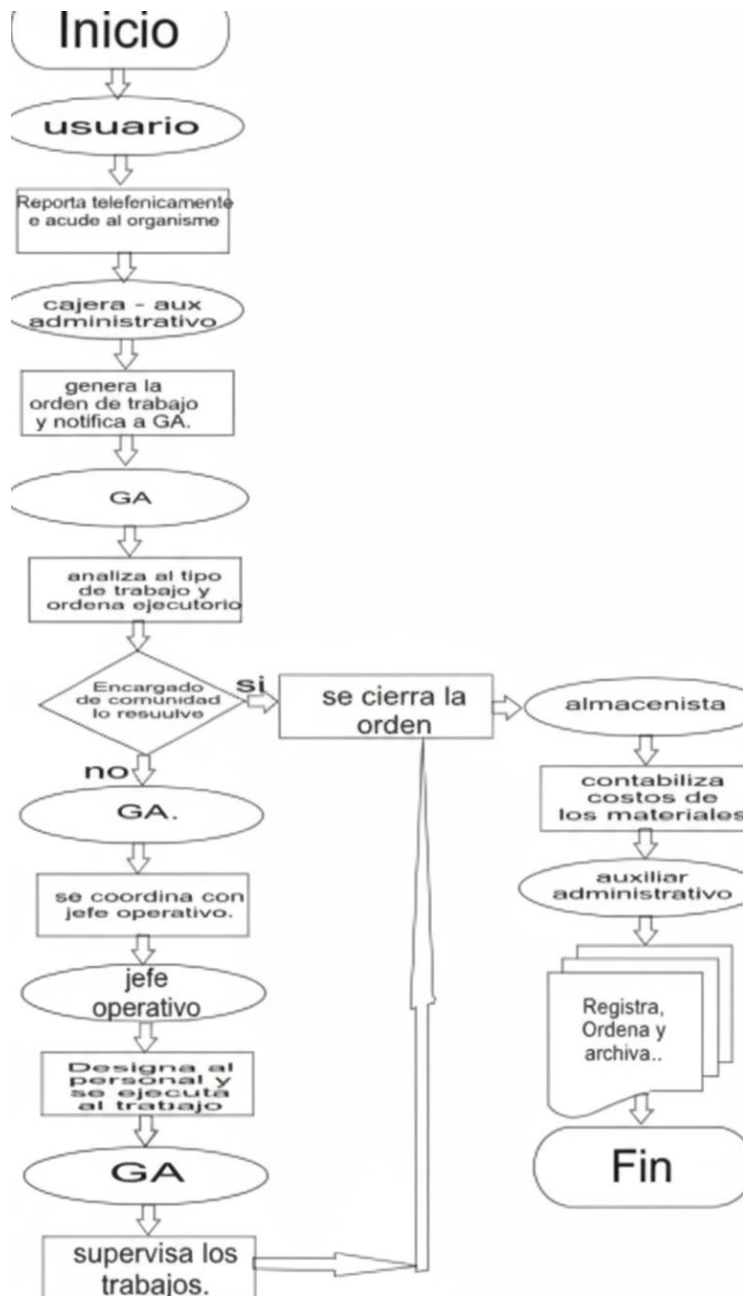 Inicio
usuario
Reporta telefenicamente
e acude al organisme
cajera - aux
administrativo
genera la
orden de trabajo
y notifica a GA.
GA
analiza al tipo
de trabajo y
ordena ejecutorio
Encargado
de comunidad
lo resuulve
si
se cierra la
orden
almacenista
contabiliza
costos de
los materiales
auxiliar
administrativo
Registra,
Ordena y
archiva..
Fin
no
GA.
se coordina con
jefe operativo.
jefe
operativo
Designa al
personal y
se ejecuta
al trabajo
GA
supervisa los
trabajos.